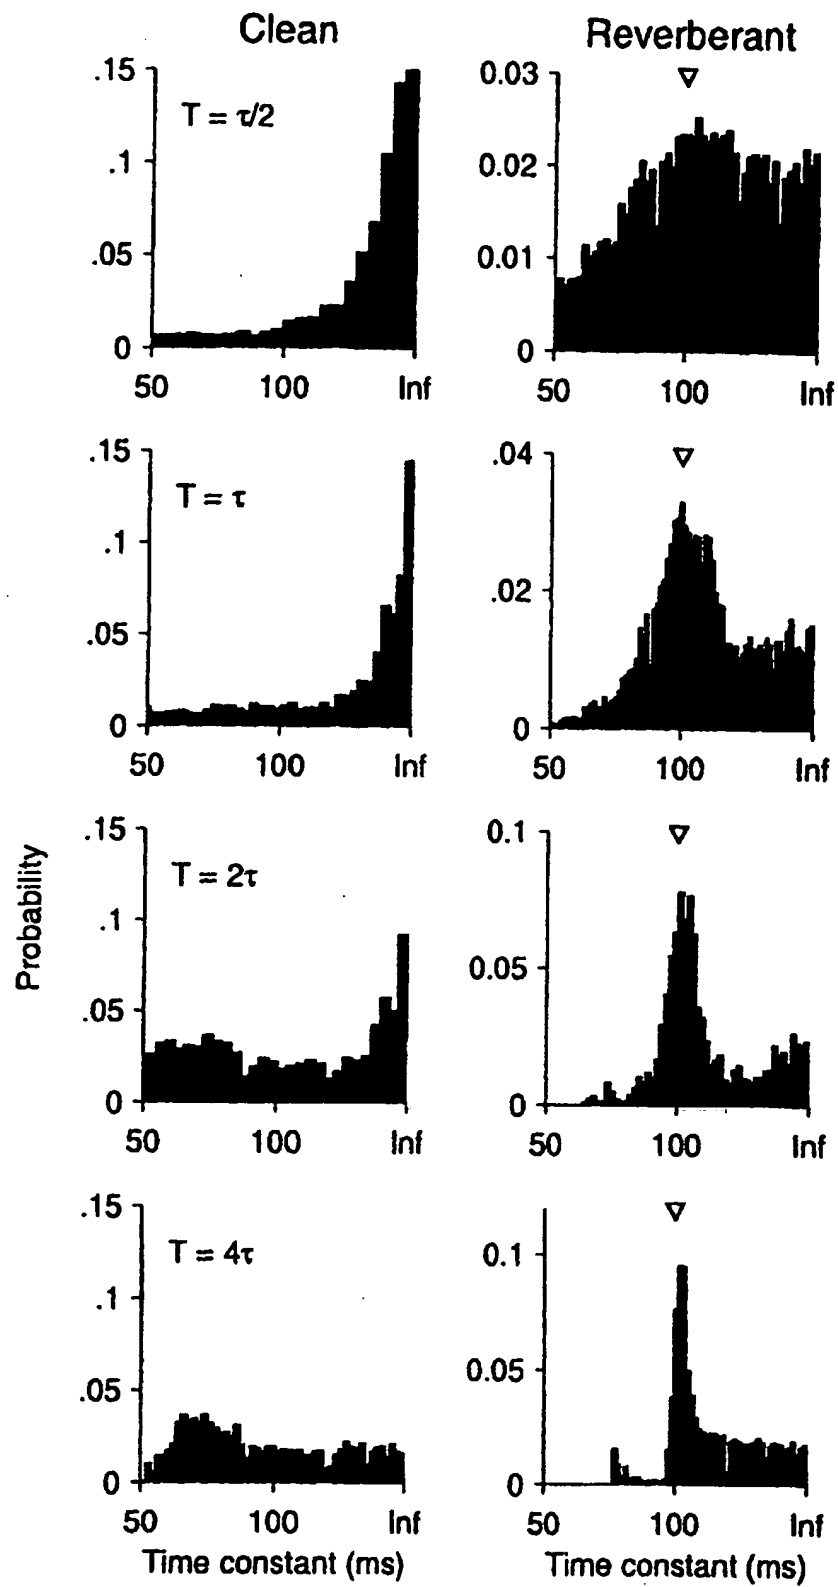 Clean
Reverberant
.15
T = τ/2
.1
.05
0
50 100 Inf
0.03
0.02
0.01
0
50 100 Inf
.15
T = τ
.1
.05
0
50 100 Inf
.04
.02
0
50 100 Inf
Probability
.15
T = 2τ
.1
.05
0
50 100 Inf
0.1
0.05
0
50 100 Inf
.15
T = 4τ
.1
.05
0
50 100 Inf
Time constant (ms)
0.1
0.05
0
50 100 Inf
Time constant (ms)